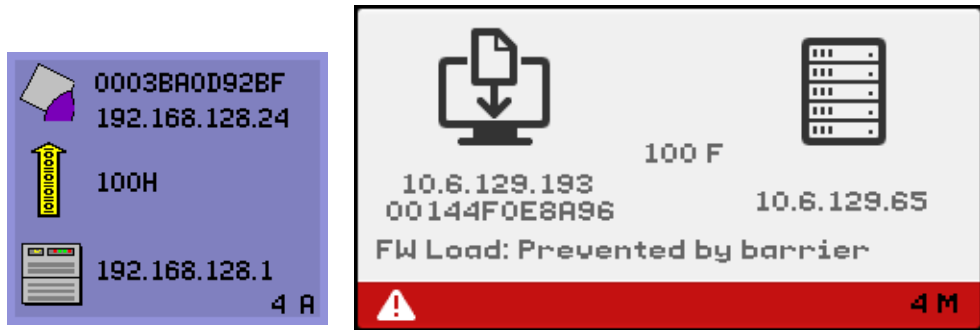 0003BA0D92BF
192.168.128.24
100H
192.168.128.1
4 A
100 F
10.6.129.193
00144F0E8A96
10.6.129.65
FW Load: Prevented by barrier
4 M